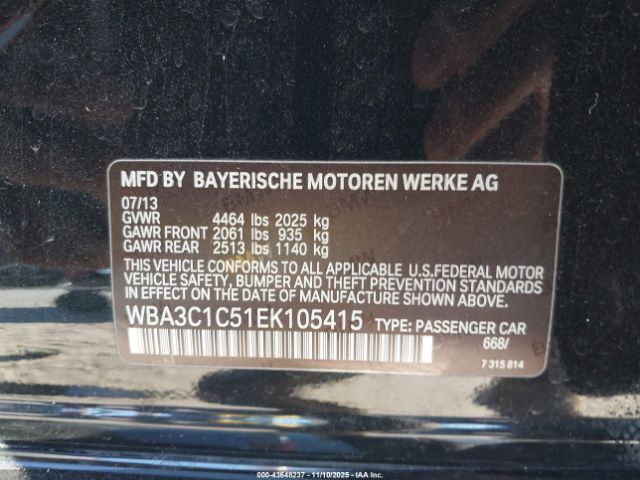 MFD BY BAYERISCHE MOTOREN WERKE AG
07/13
GVWR 4464 lbs 2025 kg
GAWR FRONT 2061 lbs 935 kg
GAWR REAR 2513 lbs 1140 kg
THIS VEHICLE CONFORMS TO ALL APPLICABLE U.S.FEDERAL MOTOR
VEHICLE SAFETY, BUMPER AND THEFT PREVENTION STANDARDS
IN EFFECT ON THE DATE OF MANUFACTURE SHOWN ABOVE.
WBA3C1C51EK105415 TYPE: PASSENGER CAR
668/
7 315 814
000-43648237 - 11/10/2025 - IAA Inc.